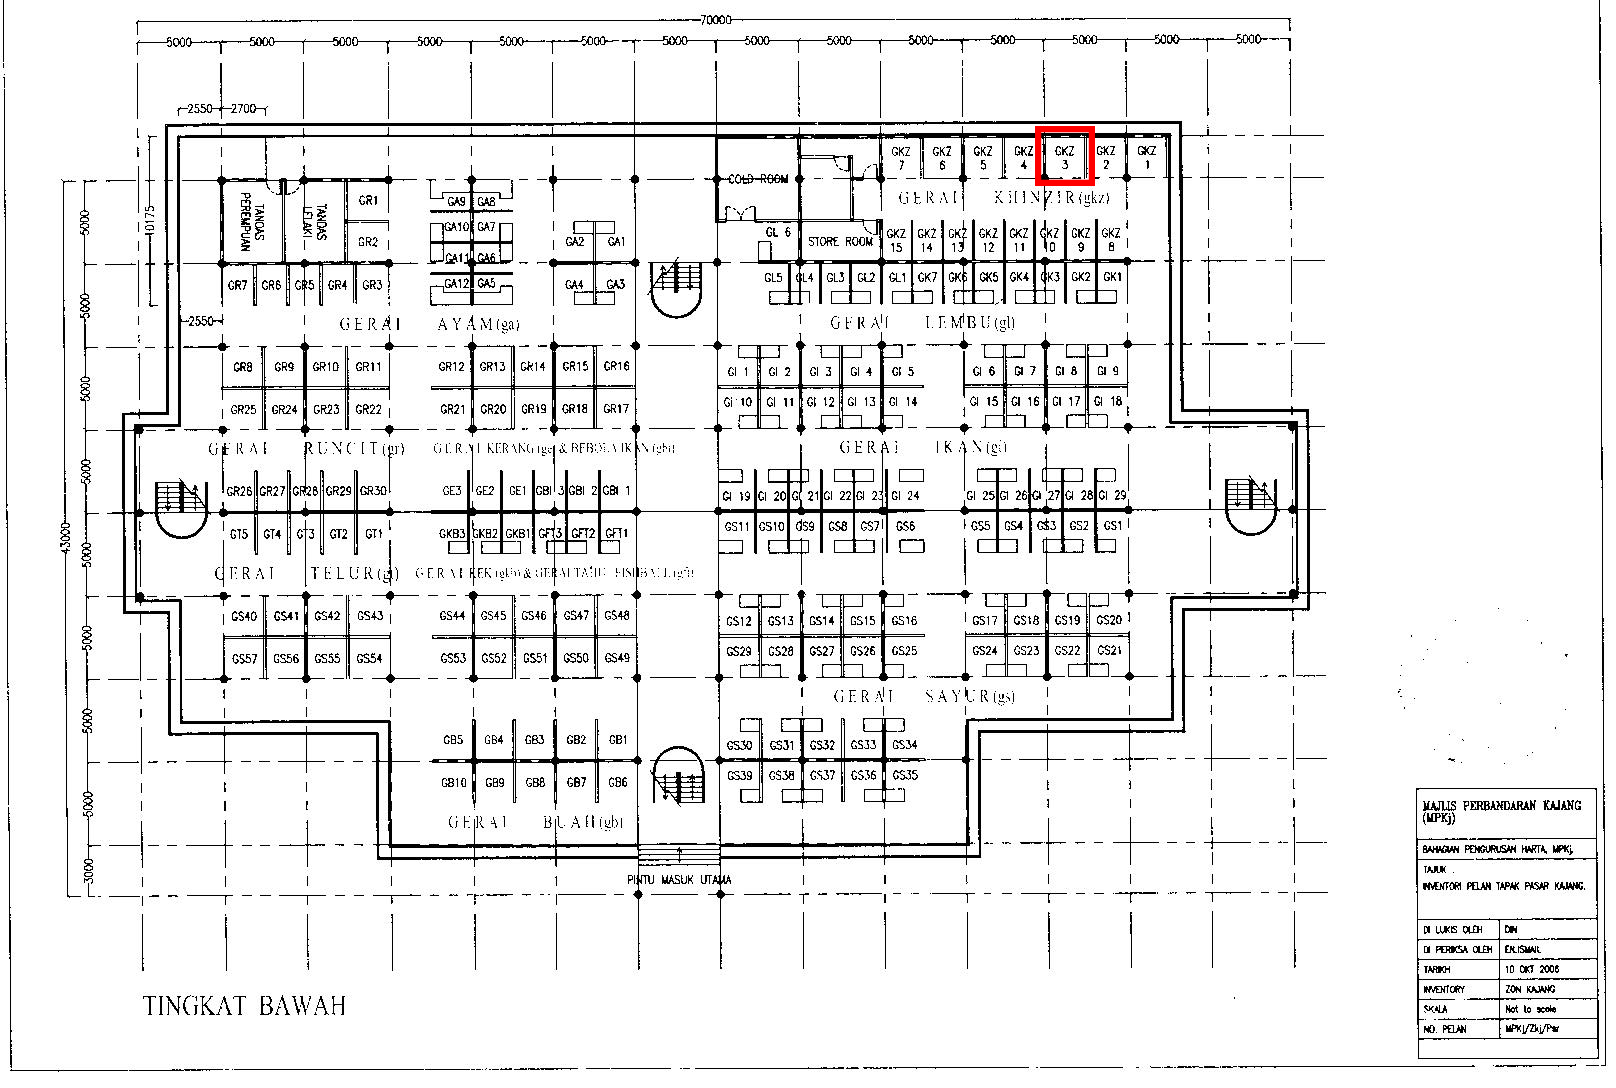 70000
5000 5000 5000 5000 5000 5000 5000 5000 5000 5000 5000 5000 5000 5000
2550 2700
GKZ 7 GKZ 6 GKZ 5 GKZ 4 GKZ 3 GKZ 2 GKZ 1
COLD ROOM
GERAI KHINZIR(gkz)
TANDAS PEREMPUAN
TANDAS LELAKI
GR1
GR2
GA9 GA8
GA10 GA7
GA11 GA6
GA12 GA5
GA2 GA1
GA4 GA3
GL 6
STORE ROOM
GKZ 15 GKZ 14 GKZ 13 GKZ 12 GKZ 11 GKZ 10 GKZ 9 GKZ 8
GR7 GR6 GR5 GR4 GR3
GL5 GL4 GL3 GL2 GL1 GK7 GK6 GK5 GK4 GK3 GK2 GK1
10175
2550
GERAI AYAM(ga)
GERAI LEMBU(gl)
GR8 GR9 GR10 GR11 GR12 GR13 GR14 GR15 GR16
GI 1 GI 2 GI 3 GI 4 GI 5 GI 6 GI 7 GI 8 GI 9
GR25 GR24 GR23 GR22 GR21 GR20 GR19 GR18 GR17
GI 10 GI 11 GI 12 GI 13 GI 14 GI 15 GI 16 GI 17 GI 18
GERAI RUNCIT(gr)
GERAI KERANG(ge) & BEBOLA IKAN(gbi)
GERAI IKAN(gi)
GR26 GR27 GR28 GR29 GR30 GE3 GE2 GE1 GBI 3 GBI 2 GBI 1
GI 19 GI 20 GI 21 GI 22 GI 23 GI 24 GI 25 GI 26 GI 27 GI 28 GI 29
GT5 GT4 GT3 GT2 GT1 GKB3 GKB2 GKB1 GFT3 GFT2 GFT1
GS11 GS10 GS9 GS8 GS7 GS6 GS5 GS4 GS3 GS2 GS1
GERAI TELUR(gt)
GERAI KEK(gkb) & GERAI
GS40 GS41 GS42 GS43 GS44 GS45 GS46 GS47 GS48
GS12 GS13 GS14 GS15 GS16 GS17 GS18 GS19 GS20
GS57 GS56 GS55 GS54 GS53 GS52 GS51 GS50 GS49
GS29 GS28 GS27 GS26 GS25 GS24 GS23 GS22 GS21
GERAI SAYUR(gs)
GB5 GB4 GB3 GB2 GB1
GS30 GS31 GS32 GS33 GS34
GB10 GB9 GB8 GB7 GB6
GS39 GS38 GS37 GS36 GS35
GERAI BUAH(gb)
PINTU MASUK UTAMA
43000
5000
5000
5000
5000
5000
5000
5000
5000
3000
TINGKAT BAWAH
MAJLIS PERBANDARAN KAJANG
(MPKj)
BAHAGIAN PENGURUSAN HARTA, MPKj.
TAJUK .
INVENTORI PELAN TAPAK PASAR KAJANG.
DI LUKIS OLEH DIN
DI PERIKSA OLEH EN.ISMAIL
TARIKH 10 OKT 2006
INVENTORY ZON KAJANG
SKALA Not to scale
NO. PELAN MPKj/Zkj/Psr